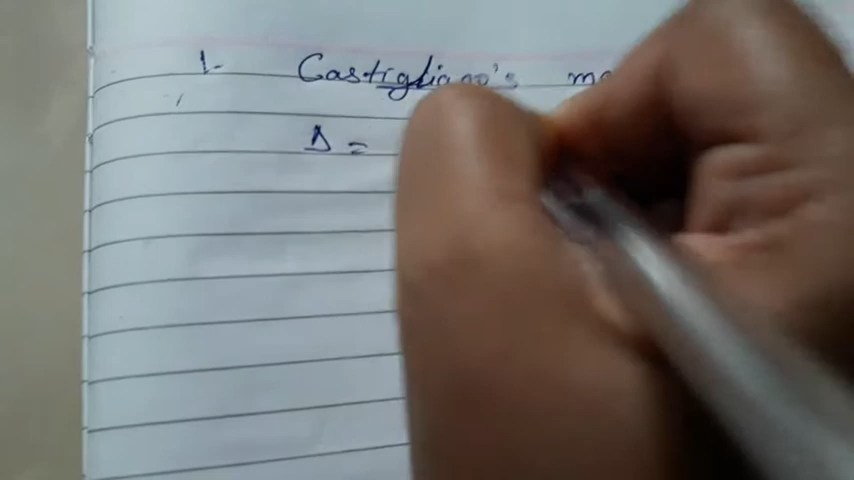 1. Castigliano's
Δ =